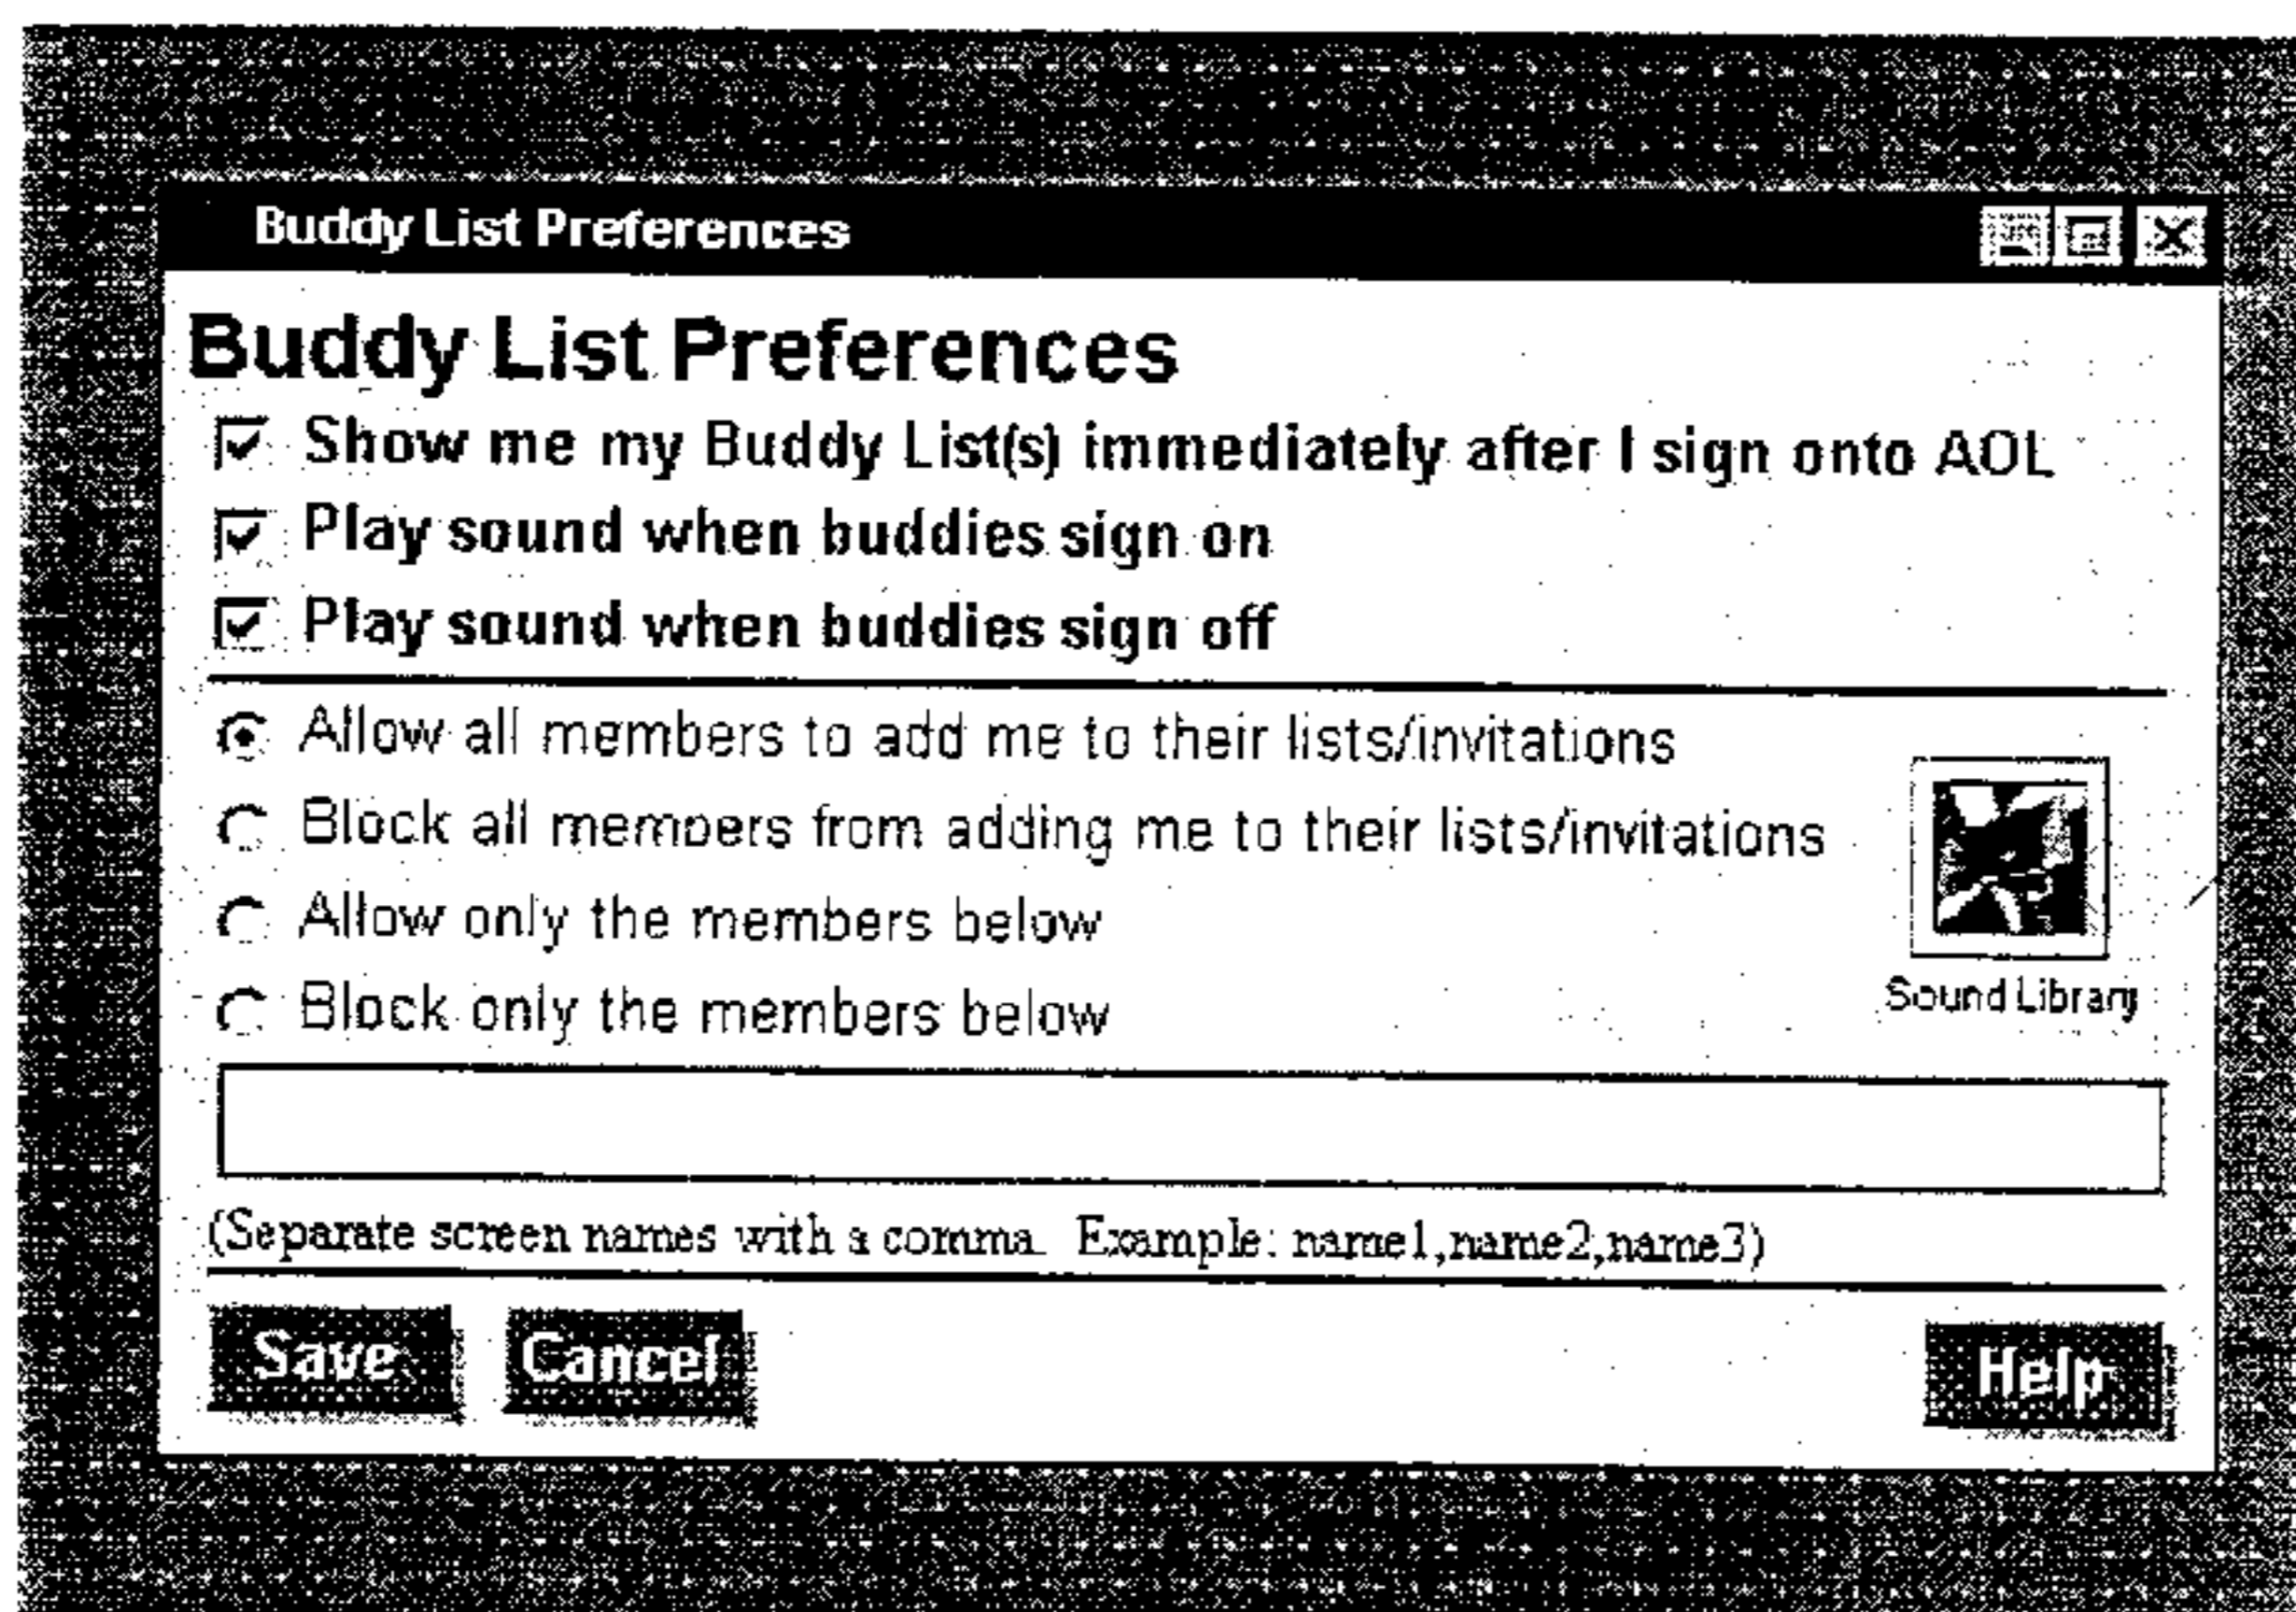 Buddy List Preferences
Buddy List Preferences
Show me my Buddy List(s) immediately after I sign onto AOL
Play sound when buddies sign on
Play sound when buddies sign off
Allow all members to add me to their lists/invitations
Block all members from adding me to their lists/invitations
Allow only the members below
Block only the members below
Sound Library
(Separate screen names with a comma. Example: name1,name2,name3)
Save Cancel Help